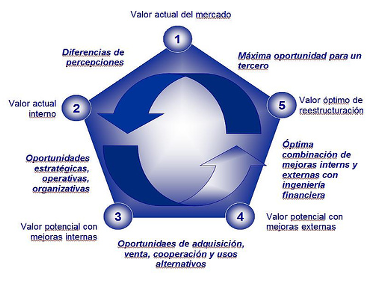 Valor actual del mercado
1
Diferencias de
percepciones
Máxima oportunidad para un
tercero
Valor actual
interno
2
5
Valor óptimo de
reestructuración
Oportunidades
estratégicas,
operativas,
organizativas
Óptima
combinación de
mejoras interns y
externas con
ingeniería
financiera
3
4
Valor potencial con
mejoras internas
Valor potencial con
mejoras externas
Oportunidaes de adquisición,
venta, cooperación y usos
alternativos